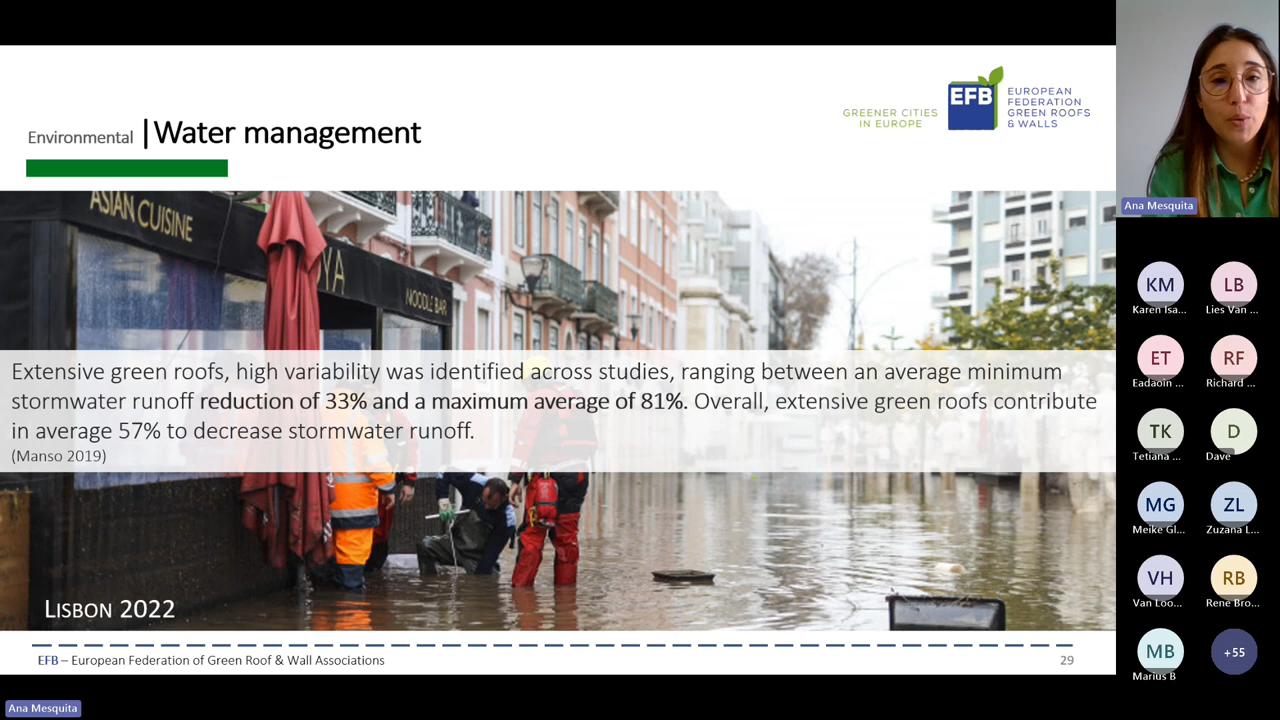 Environmental | Water management
GREENER CITIES
IN EUROPE
EFB
EUROPEAN
FEDERATION
GREEN ROOFS
& WALLS
ASIAN CUISINE
YA
NOODLE BAR
Extensive green roofs, high variability was identified across studies, ranging between an average minimum
stormwater runoff reduction of 33% and a maximum average of 81%. Overall, extensive green roofs contribute
in average 57% to decrease stormwater runoff.
(Manso 2019)
LISBON 2022
EFB – European Federation of Green Roof & Wall Associations
29
Ana Mesquita
KM
Karen Isa...
LB
Lies Van ...
ET
Eadaoin ...
RF
Richard ...
TK
Tetiana ...
D
Dave
MG
Meike Gl...
ZL
Zuzana L...
VH
Van Loo...
RB
Rene Bro...
MB
Marius B
+55
Ana Mesquita